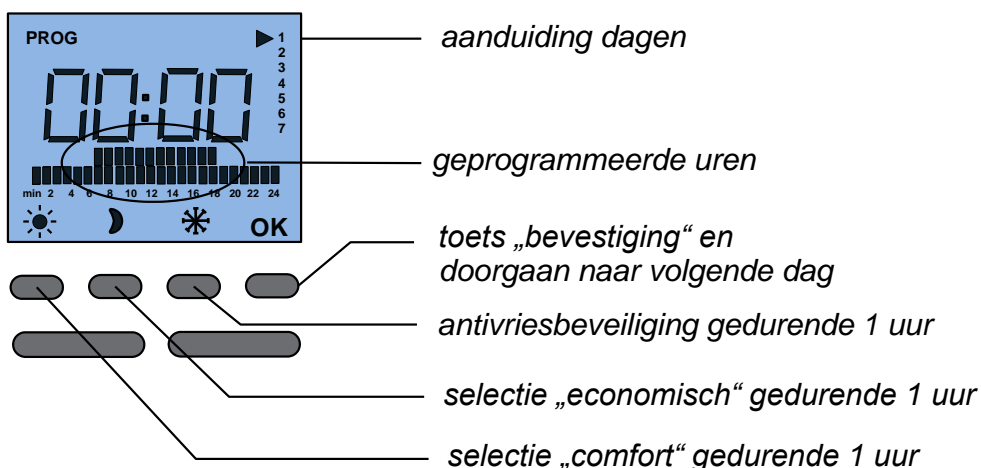 PROG
1
2
3
4
5
6
7
00:00
min 2 4 6 8 10 12 14 16 18 20 22 24
OK
aanduiding dagen
geprogrammeerde uren
toets „bevestiging“ en
doorgaan naar volgende dag
antivriesbeveiliging gedurende 1 uur
selectie „economisch“ gedurende 1 uur
selectie „comfort“ gedurende 1 uur